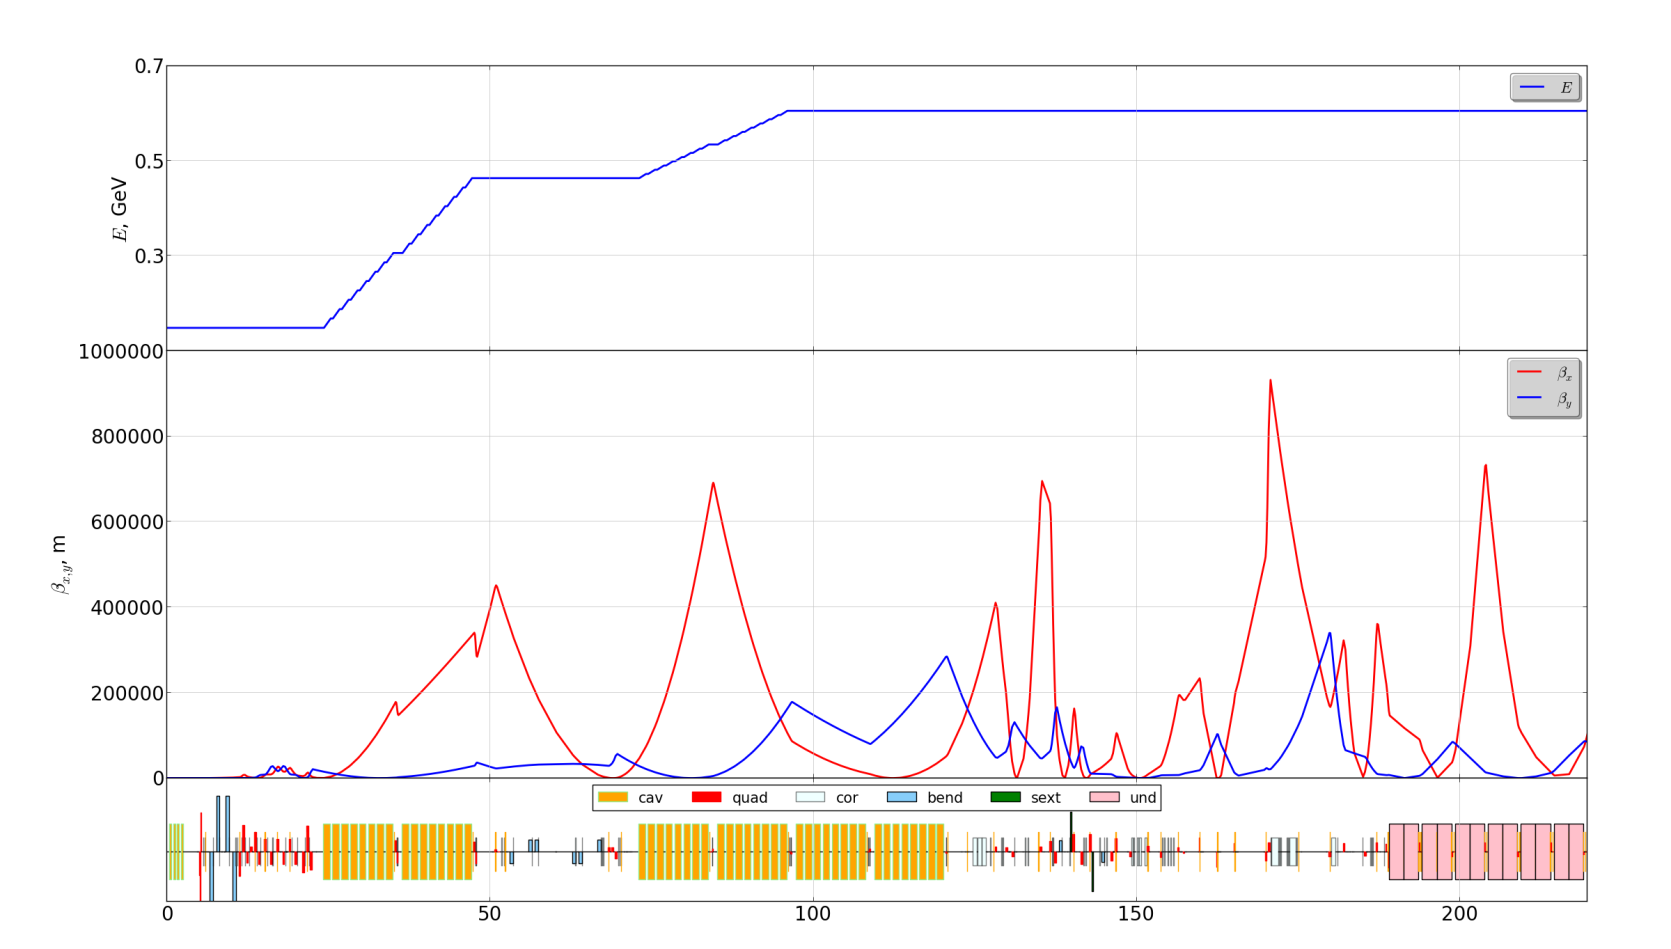 0.7
0.5
0.3
E, GeV
E
1000000
800000
600000
400000
200000
0
βx,y, m
βx
βy
cav quad cor bend sext und
0 50 100 150 200